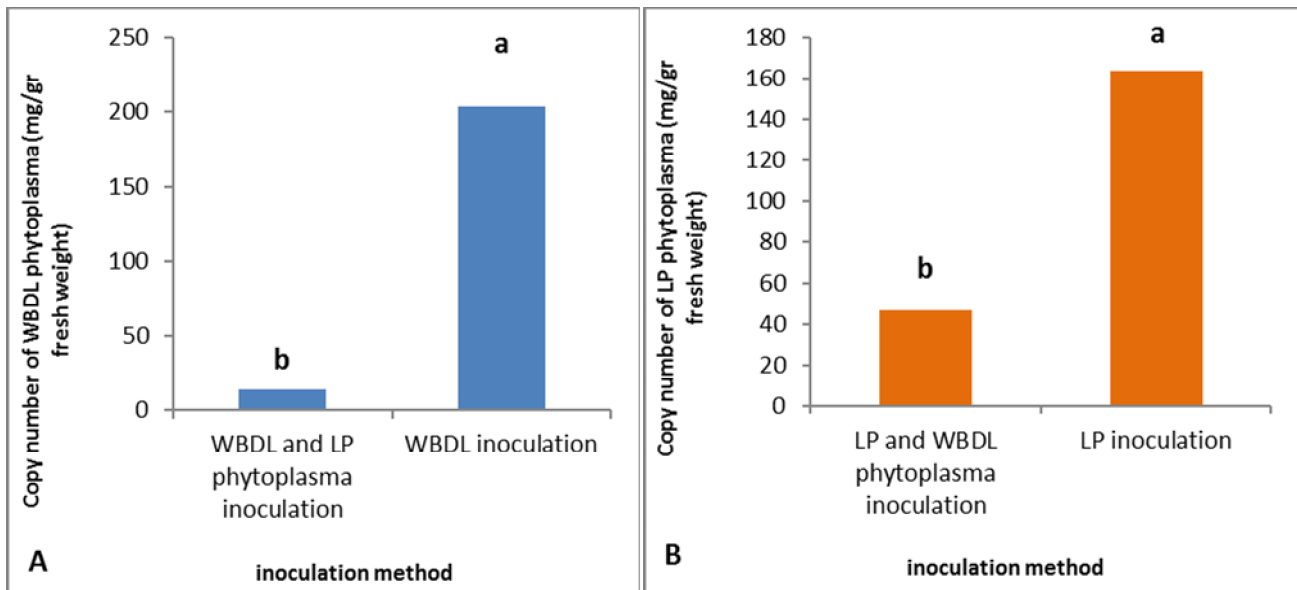 Copy number of WBDL phytoplasma (mg/gr
fresh weight)
250
200
150
100
50
0
a
b
WBDL and LP
phytoplasma
inoculation
WBDL inoculation
A
inoculation method
Copy number of LP phytoplasma (mg/gr
fresh weight)
180
160
140
120
100
80
60
40
20
0
a
b
LP and WBDL
phytoplasma
inoculation
LP inoculation
B
inoculation method